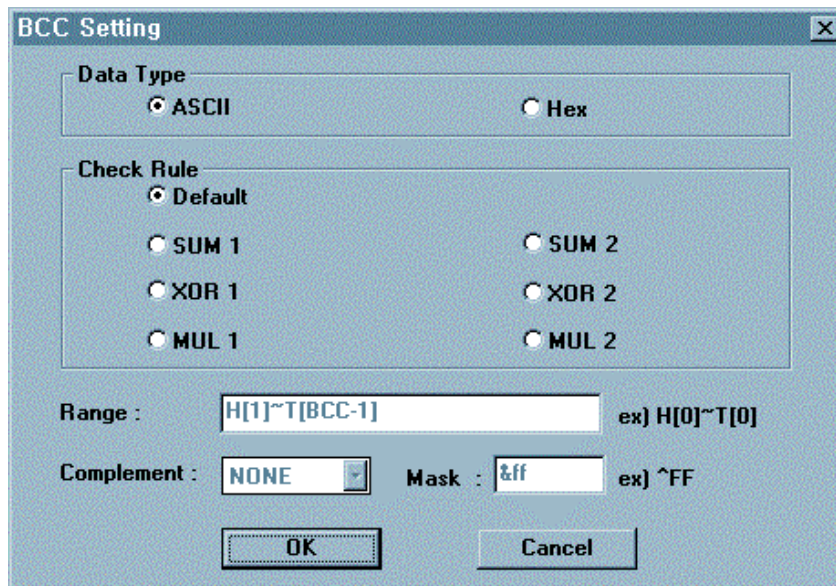 BCC Setting
Data Type
ASCII Hex
Check Rule
Default
SUM 1 SUM 2
XOR 1 XOR 2
MUL 1 MUL 2
Range : H[1]~T[BCC-1] ex) H[0]~T[0]
Complement : NONE Mask : &ff ex) ^FF
OK Cancel